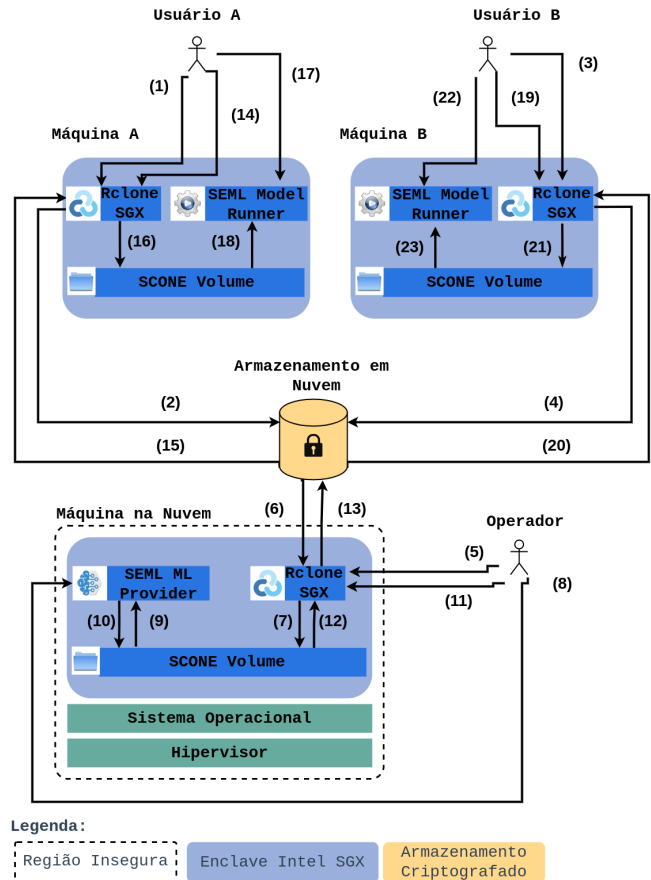 Usuário A
Usuário B
(1)
(17)
(14)
(3)
(22)
(19)
Máquina A
Máquina B
Rclone
SGX
SEML Model
Runner
SEML Model
Runner
Rclone
SGX
(16)
(18)
(23)
(21)
SCONE Volume
SCONE Volume
Armazenamento em
Nuvem
(2)
(4)
(15)
(20)
Máquina na Nuvem
(6)
(13)
Operador
(5)
(8)
(11)
SEML ML
Provider
Rclone
SGX
(10)
(9)
(7)
(12)
SCONE Volume
Sistema Operacional
Hipervisor
Legenda:
Região Insegura
Enclave Intel SGX
Armazenamento
Criptografado